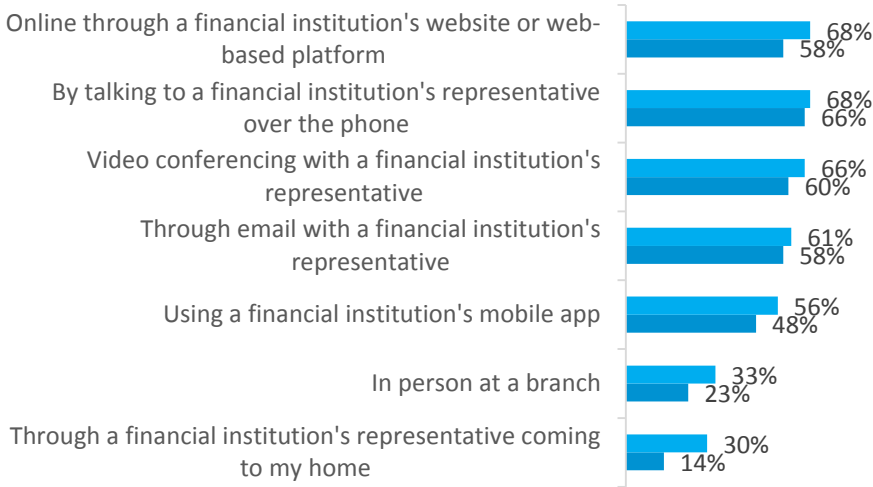 Online through a financial institution's website or web-
based platform
68%
58%
By talking to a financial institution's representative
over the phone
68%
66%
Video conferencing with a financial institution's
representative
66%
60%
Through email with a financial institution's
representative
61%
58%
Using a financial institution's mobile app
56%
48%
In person at a branch
33%
23%
Through a financial institution's representative coming
to my home
30%
14%